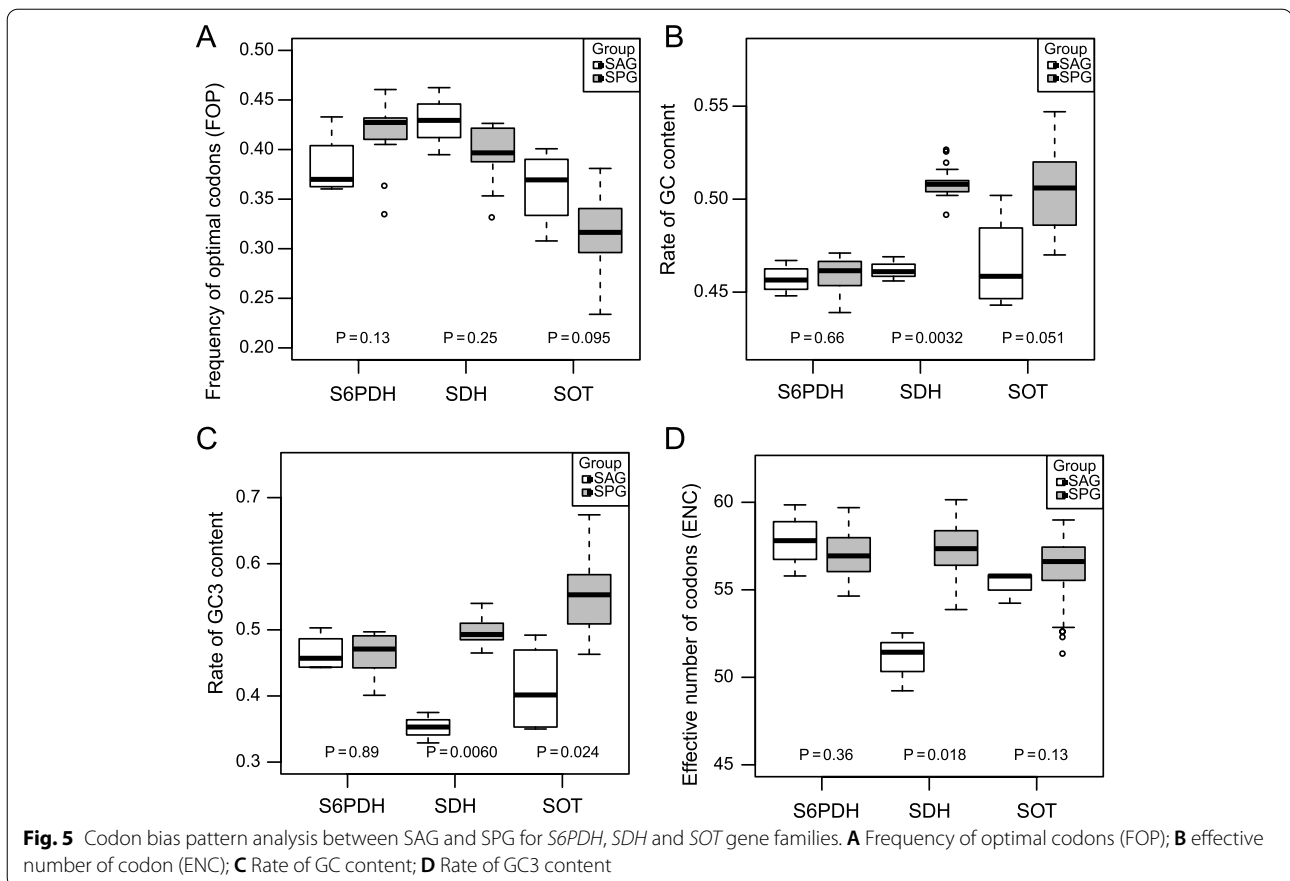 A
Frequency of optimal codons (FOP)
0.50
0.45
0.40
0.35
0.30
0.25
0.20
Group
SAG
SPG
P = 0.13 P = 0.25 P = 0.095
S6PDH SDH SOT
B
Rate of GC content
0.55
0.50
0.45
Group
SAG
SPG
P = 0.66 P = 0.0032 P = 0.051
S6PDH SDH SOT
C
Rate of GC3 content
0.7
0.6
0.5
0.4
0.3
Group
SAG
SPG
P = 0.89 P = 0.0060 P = 0.024
S6PDH SDH SOT
D
Effective number of codons (ENC)
60
55
50
45
Group
SAG
SPG
P = 0.36 P = 0.018 P = 0.13
S6PDH SDH SOT
Fig. 5 Codon bias pattern analysis between SAG and SPG for S6PDH, SDH and SOT gene families. A Frequency of optimal codons (FOP); B effective
number of codon (ENC); C Rate of GC content; D Rate of GC3 content